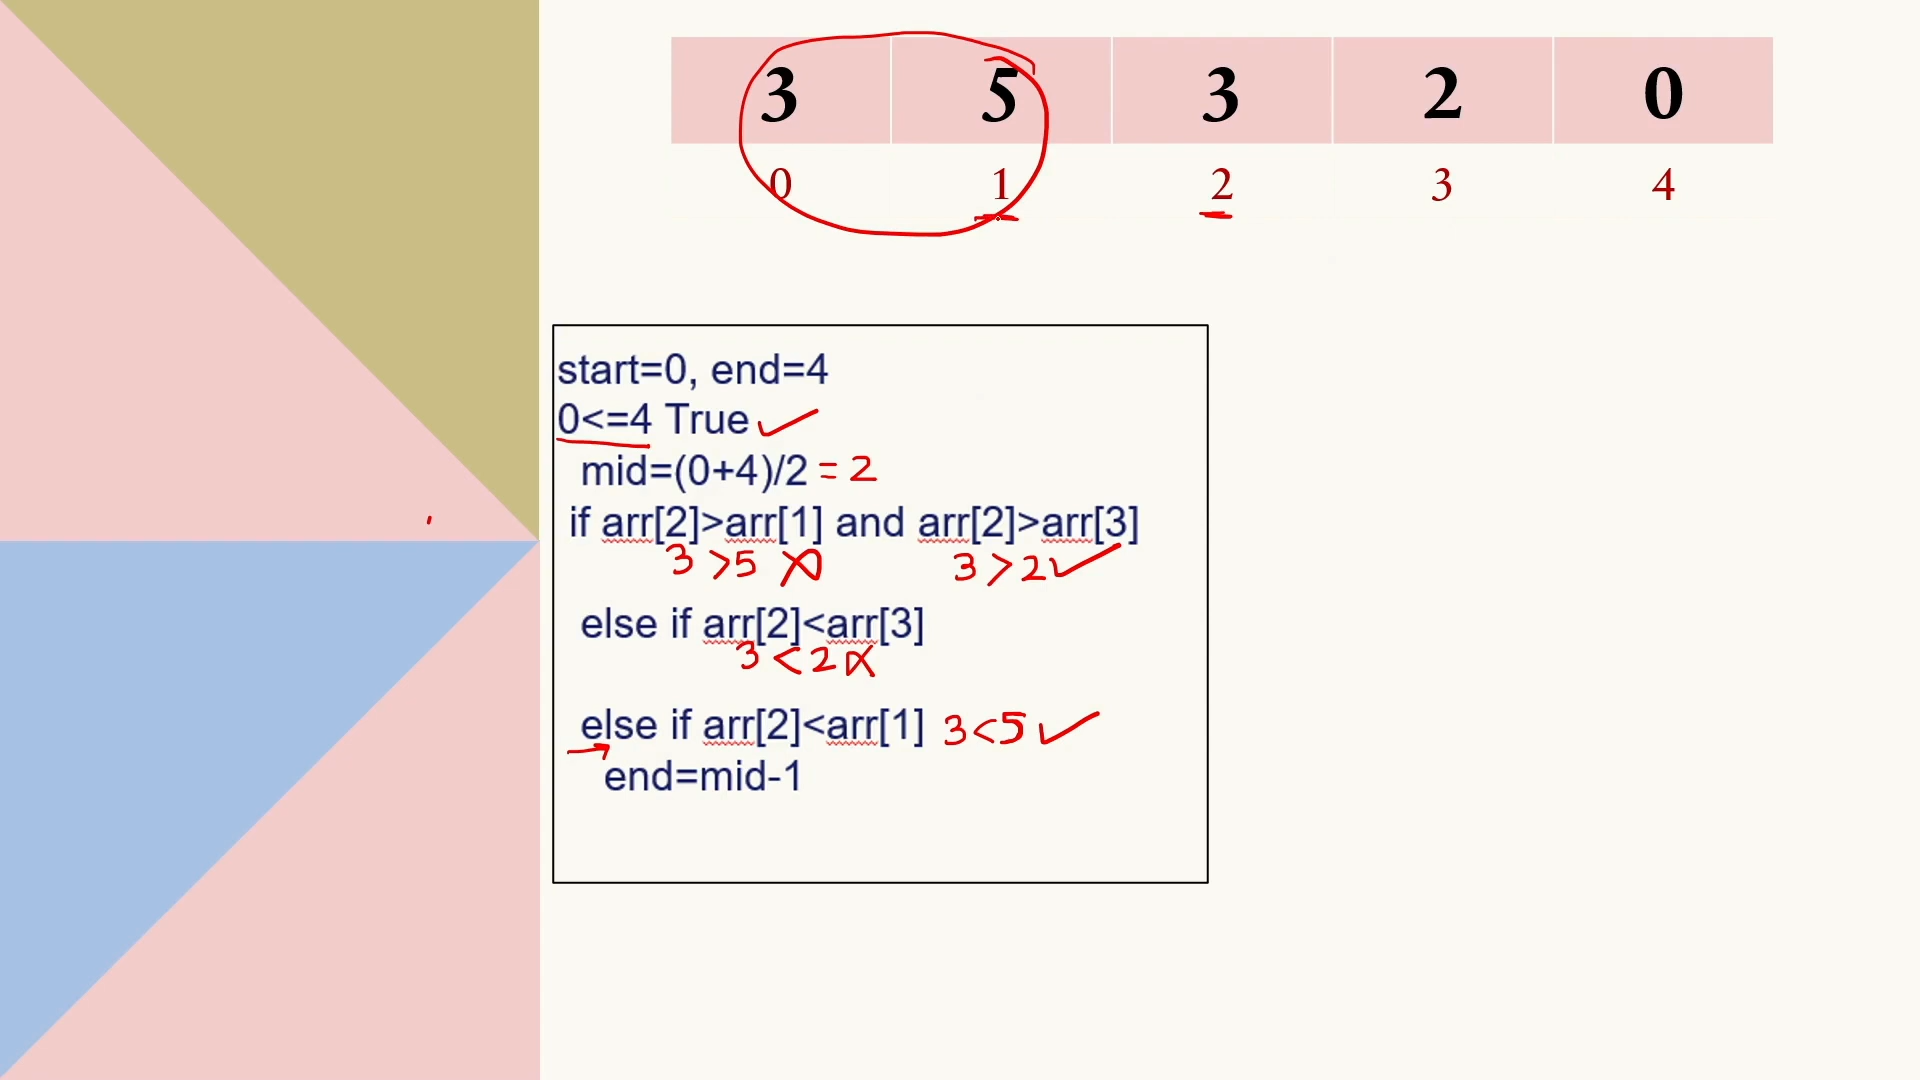 3 5 3 2 0
0 1 2 3 4
start=0, end=4
0<=4 True
mid=(0+4)/2 = 2
if arr[2]>arr[1] and arr[2]>arr[3]
3 >5 3 > 2
else if arr[2]<arr[3]
3 < 2
else if arr[2]<arr[1] 3<5
end=mid-1